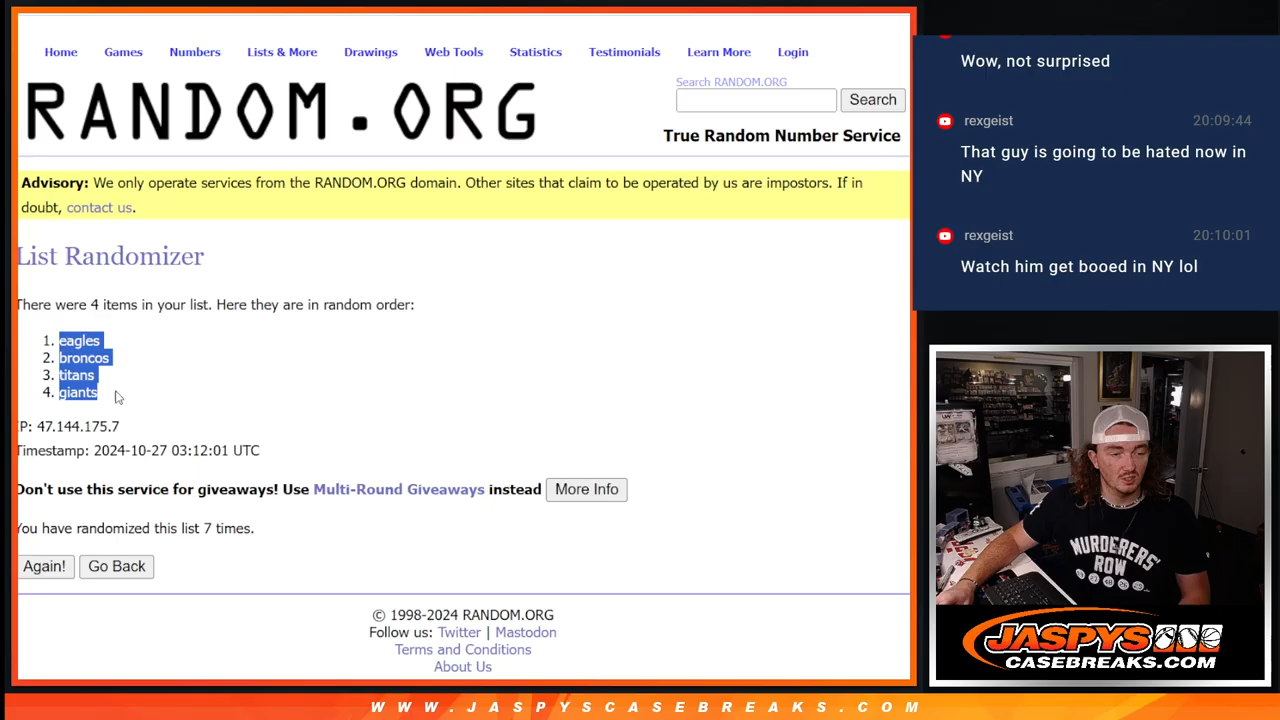 Home Games Numbers Lists & More Drawings Web Tools Statistics Testimonials Learn More Login
RANDOM.ORG
Search RANDOM.ORG
Search
True Random Number Service
Advisory: We only operate services from the RANDOM.ORG domain. Other sites that claim to be operated by us are impostors. If in
doubt, contact us.
List Randomizer
There were 4 items in your list. Here they are in random order:
1. eagles
2. broncos
3. titans
4. giants
IP: 47.144.175.7
Timestamp: 2024-10-27 03:12:01 UTC
Don't use this service for giveaways! Use Multi-Round Giveaways instead More Info
You have randomized this list 7 times.
Again! Go Back
© 1998-2024 RANDOM.ORG
Follow us: Twitter | Mastodon
Terms and Conditions
About Us
Wow, not surprised
rexgeist 20:09:44
That guy is going to be hated now in
NY
rexgeist 20:10:01
Watch him get booed in NY lol
MURDERERS'
ROW
JASPYS
CASEBREAKS.COM
WWW.JASPYSCASEBREAKS.COM